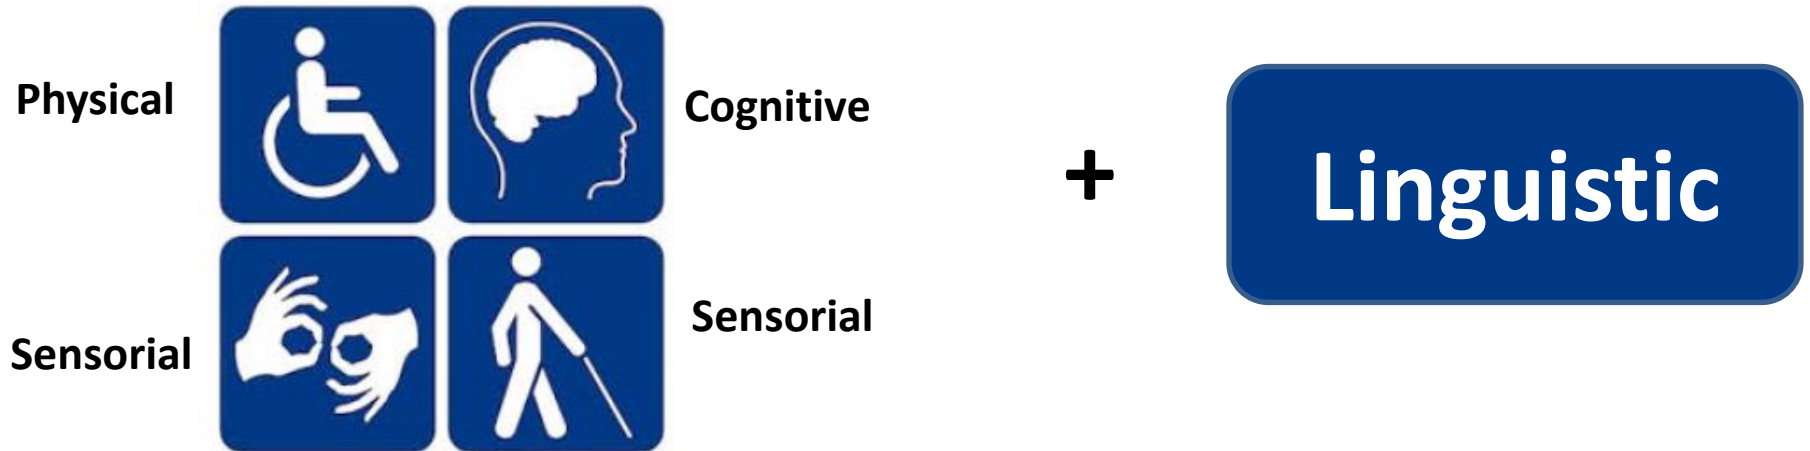 Physical
Cognitive
Sensorial
Sensorial
+
Linguistic